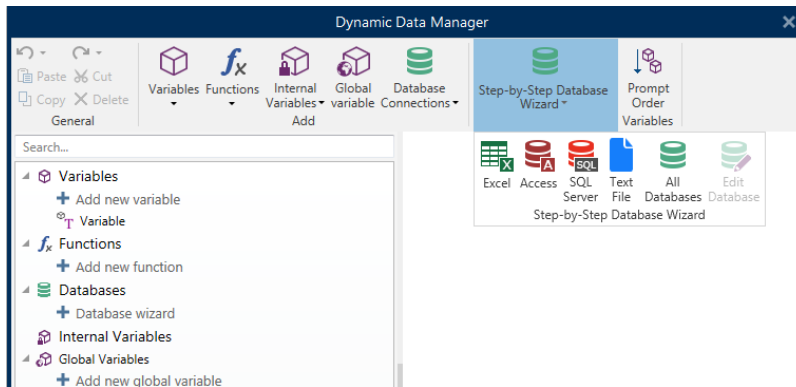 Dynamic Data Manager
Paste Cut
Copy Delete
General
Variables Functions Internal Variables Global variable Database Connections
Add
Step-by-Step Database Wizard
Prompt Order
Variables
Search...
Excel Access SQL Server Text File All Databases Edit Database
Step-by-Step Database Wizard
Variables
Add new variable
Variable
Functions
Add new function
Databases
Database wizard
Internal Variables
Global Variables
Add new global variable